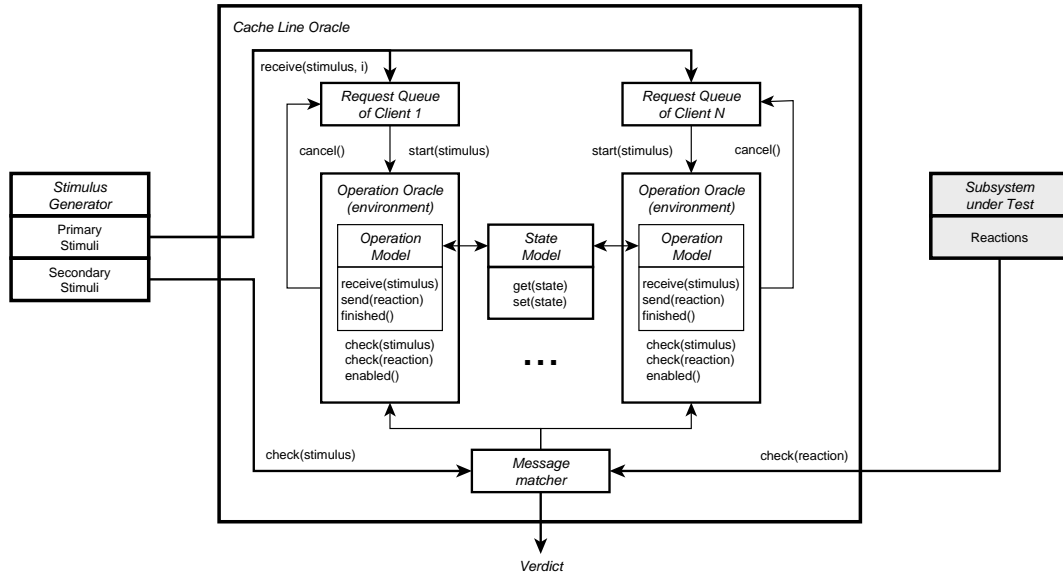 Cache Line Oracle
receive(stimulus, i)
Request Queue
of Client 1
Request Queue
of Client N
cancel()
start(stimulus)
start(stimulus)
cancel()
Stimulus
Generator
Primary
Stimuli
Secondary
Stimuli
Operation Oracle
(environment)
Operation
Model
receive(stimulus)
send(reaction)
finished()
check(stimulus)
check(reaction)
enabled()
State
Model
get(state)
set(state)
...
Operation Oracle
(environment)
Operation
Model
receive(stimulus)
send(reaction)
finished()
check(stimulus)
check(reaction)
enabled()
Subsystem
under Test
Reactions
check(stimulus)
Message
matcher
check(reaction)
Verdict